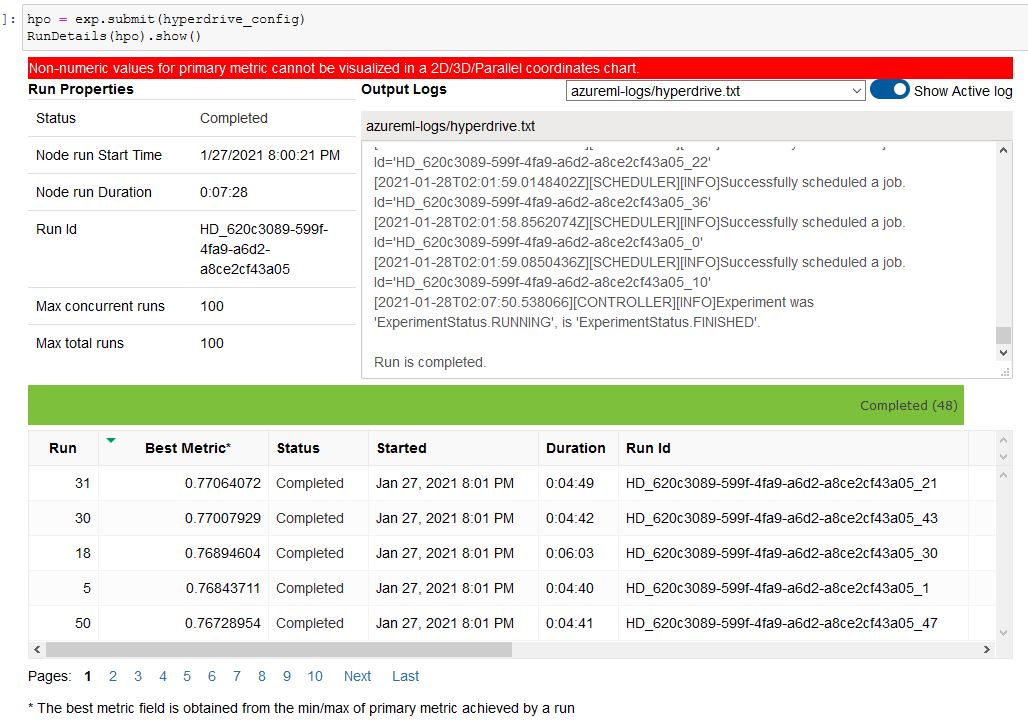 ]: hpo = exp.submit(hyperdrive_config)
RunDetails(hpo).show()
Non-numeric values for primary metric cannot be visualized in a 2D/3D/Parallel coordinates chart.
Run Properties
Status Completed
Node run Start Time 1/27/2021 8:00:21 PM
Node run Duration 0:07:28
Run Id HD_620c3089-599f-
4fa9-a6d2-
a8ce2cf43a05
Max concurrent runs 100
Max total runs 100
Output Logs azureml-logs/hyperdrive.txt Show Active log
azureml-logs/hyperdrive.txt
Id='HD_620c3089-599f-4fa9-a6d2-a8ce2cf43a05_22'
[2021-01-28T02:01:59.0148402Z][SCHEDULER][INFO]Successfully scheduled a job.
Id='HD_620c3089-599f-4fa9-a6d2-a8ce2cf43a05_36'
[2021-01-28T02:01:58.8562074Z][SCHEDULER][INFO]Successfully scheduled a job.
Id='HD_620c3089-599f-4fa9-a6d2-a8ce2cf43a05_0'
[2021-01-28T02:01:59.0850436Z][SCHEDULER][INFO]Successfully scheduled a job.
Id='HD_620c3089-599f-4fa9-a6d2-a8ce2cf43a05_10'
[2021-01-28T02:07:50.538066][CONTROLLER][INFO]Experiment was
'ExperimentStatus.RUNNING', is 'ExperimentStatus.FINISHED'.
Run is completed.
Completed (48)
Run Best Metric* Status Started Duration Run Id
31 0.77064072 Completed Jan 27, 2021 8:01 PM 0:04:49 HD_620c3089-599f-4fa9-a6d2-a8ce2cf43a05_21
30 0.77007929 Completed Jan 27, 2021 8:01 PM 0:04:42 HD_620c3089-599f-4fa9-a6d2-a8ce2cf43a05_43
18 0.76894604 Completed Jan 27, 2021 8:01 PM 0:06:03 HD_620c3089-599f-4fa9-a6d2-a8ce2cf43a05_30
5 0.76843711 Completed Jan 27, 2021 8:01 PM 0:04:40 HD_620c3089-599f-4fa9-a6d2-a8ce2cf43a05_1
50 0.76728954 Completed Jan 27, 2021 8:01 PM 0:04:41 HD_620c3089-599f-4fa9-a6d2-a8ce2cf43a05_47
Pages: 1 2 3 4 5 6 7 8 9 10 Next Last
* The best metric field is obtained from the min/max of primary metric achieved by a run